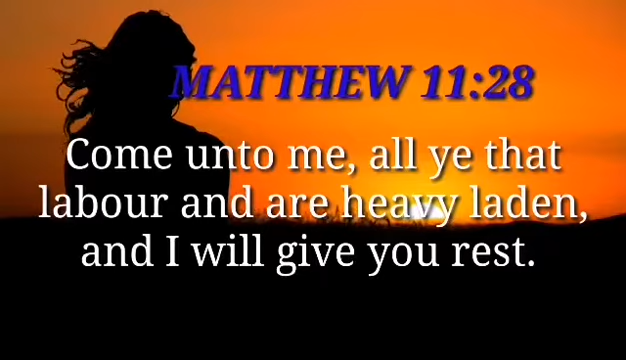 MATTHEW 11:28
Come unto me, all ye that
labour and are heavy laden,
and I will give you rest.